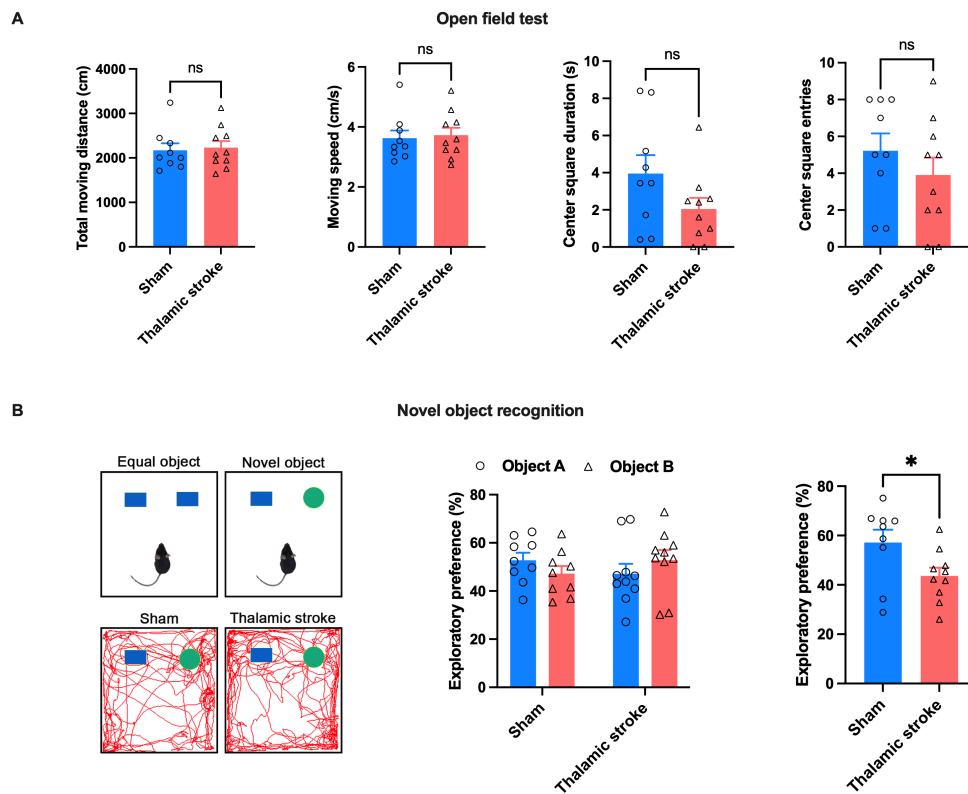 A
Open field test
Total moving distance (cm)
4000
3000
2000
1000
0
ns
Sham
Thalamic stroke
Moving speed (cm/s)
6
4
2
0
ns
Sham
Thalamic stroke
Center square duration (s)
10
8
6
4
2
0
ns
Sham
Thalamic stroke
Center square entries
10
8
6
4
2
0
ns
Sham
Thalamic stroke
B
Novel object recognition
Equal object
Novel object
Sham
Thalamic stroke
Object A
Object B
Exploratory preference (%)
80
60
40
20
0
Sham
Thalamic stroke
Exploratory preference (%)
80
60
40
20
0
*
Sham
Thalamic stroke